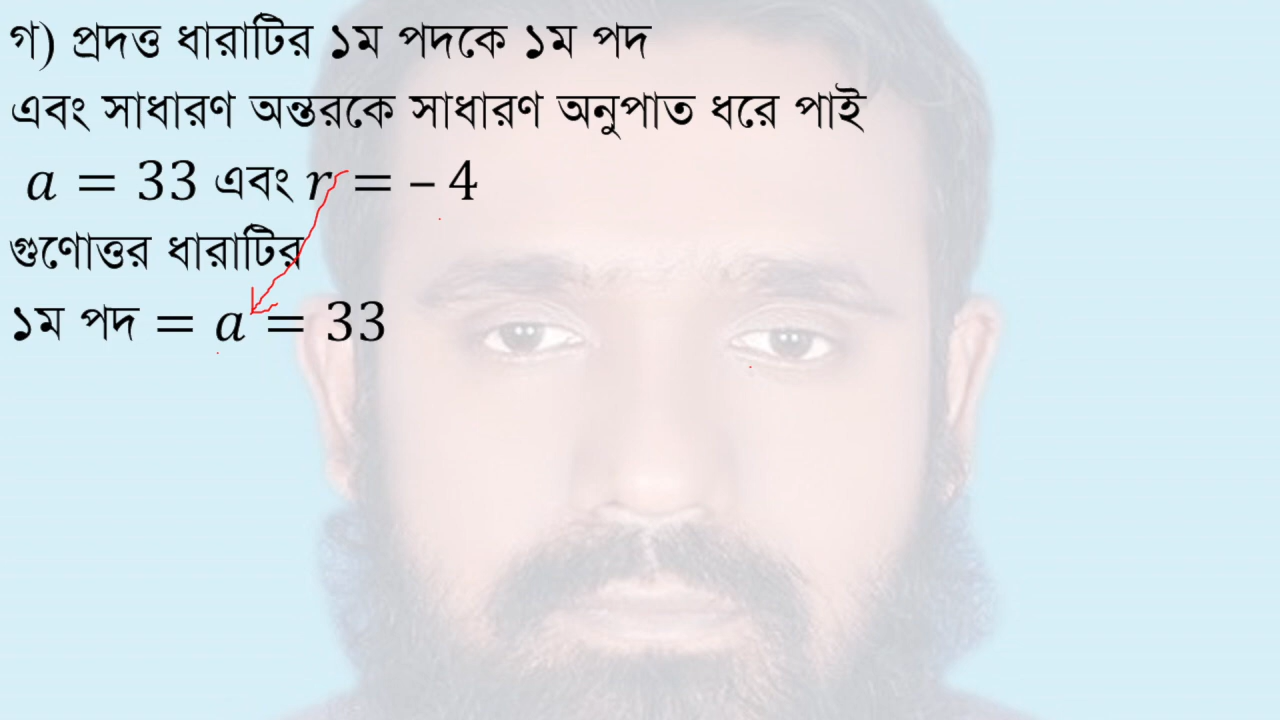 গ) প্রদত্ত ধারাটির ১ম পদকে ১ম পদ
এবং সাধারণ অন্তরকে সাধারণ অনুপাত ধরে পাই
a = 33 এবং r = – 4
গুণোত্তর ধারাটির
১ম পদ = a = 33